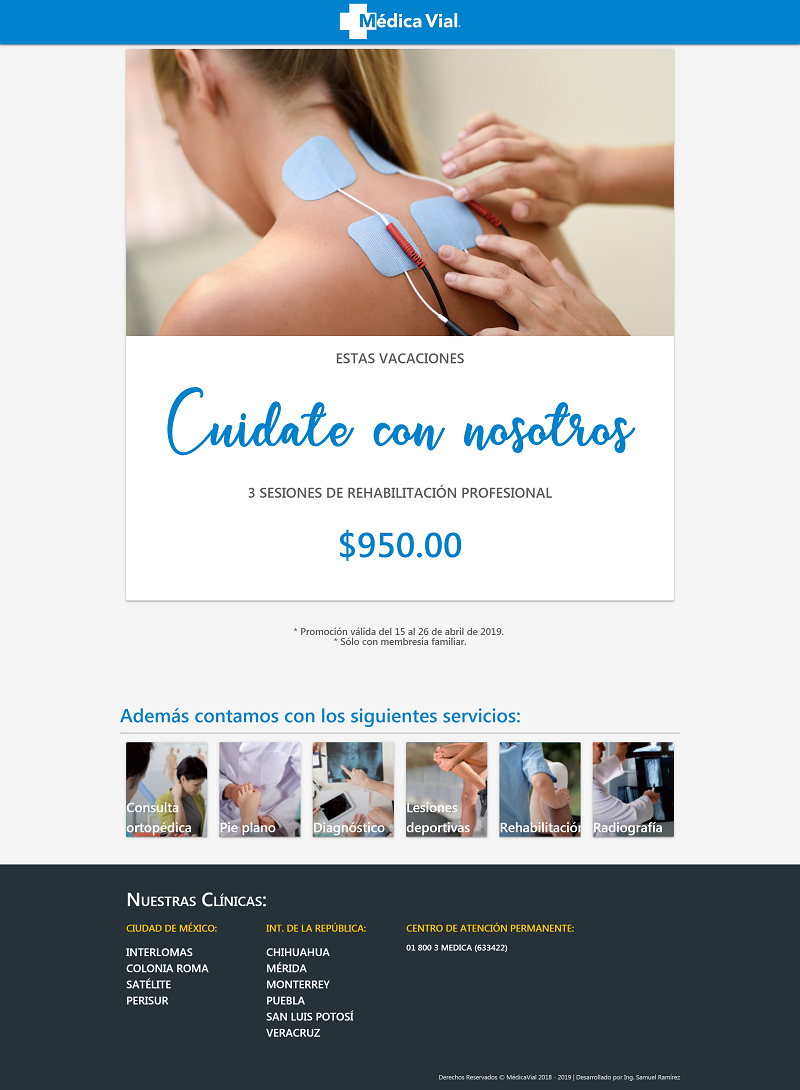 Médica Vial.
ESTAS VACACIONES
Cuidate con nosotros
3 SESIONES DE REHABILITACIÓN PROFESIONAL
$950.00
* Promoción válida del 15 al 26 de abril de 2019.
* Sólo con membresía familiar.
Además contamos con los siguientes servicios:
Consulta
ortopédica
Pie plano
Diagnóstico
Lesiones
deportivas
Rehabilitación
Radiografía
Nuestras Clínicas:
CIUDAD DE MÉXICO:
INTERLOMAS
COLONIA ROMA
SATÉLITE
PERISUR
INT. DE LA REPÚBLICA:
CHIHUAHUA
MÉRIDA
MONTERREY
PUEBLA
SAN LUIS POTOSÍ
VERACRUZ
CENTRO DE ATENCIÓN PERMANENTE:
01 800 3 MEDICA (633422)
Derechos Reservados © MédicaVial 2018 - 2019 | Desarrollado por Ing. Samuel Ramírez